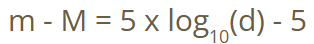 m - M = 5 x log₁₀(d) - 5